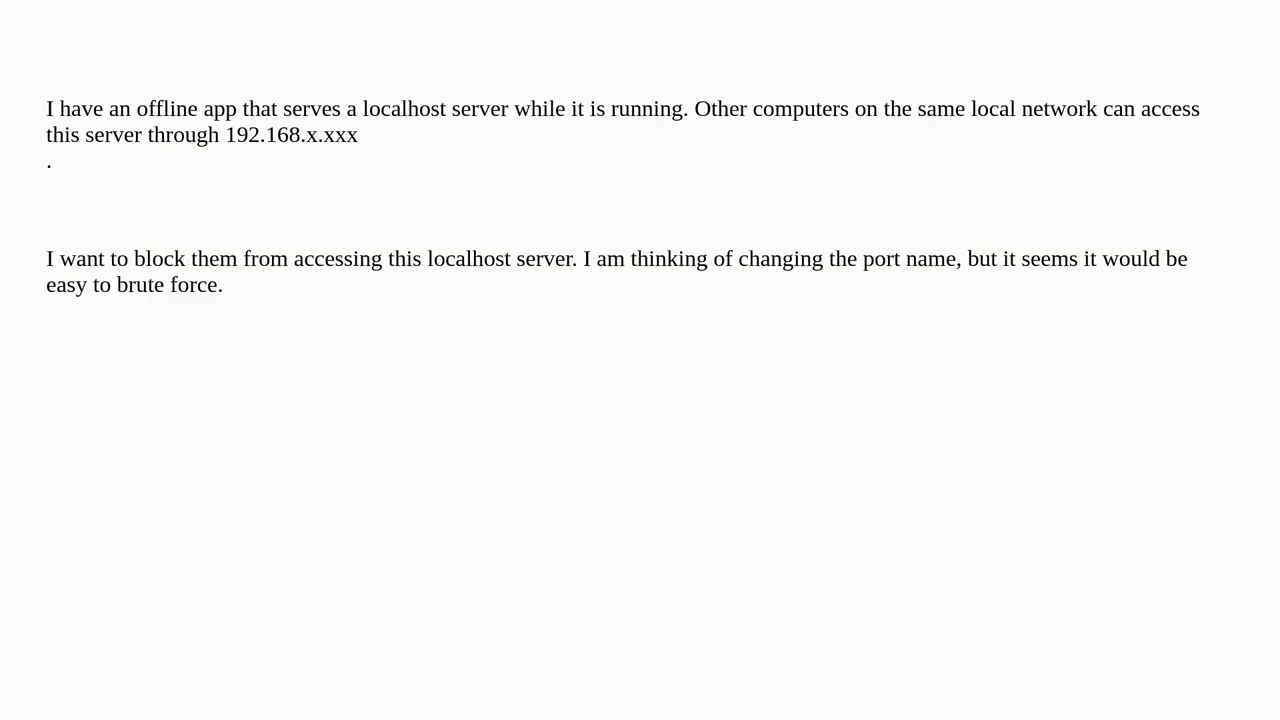 I have an offline app that serves a localhost server while it is running. Other computers on the same local network can access
this server through 192.168.x.xxx
.
I want to block them from accessing this localhost server. I am thinking of changing the port name, but it seems it would be
easy to brute force.